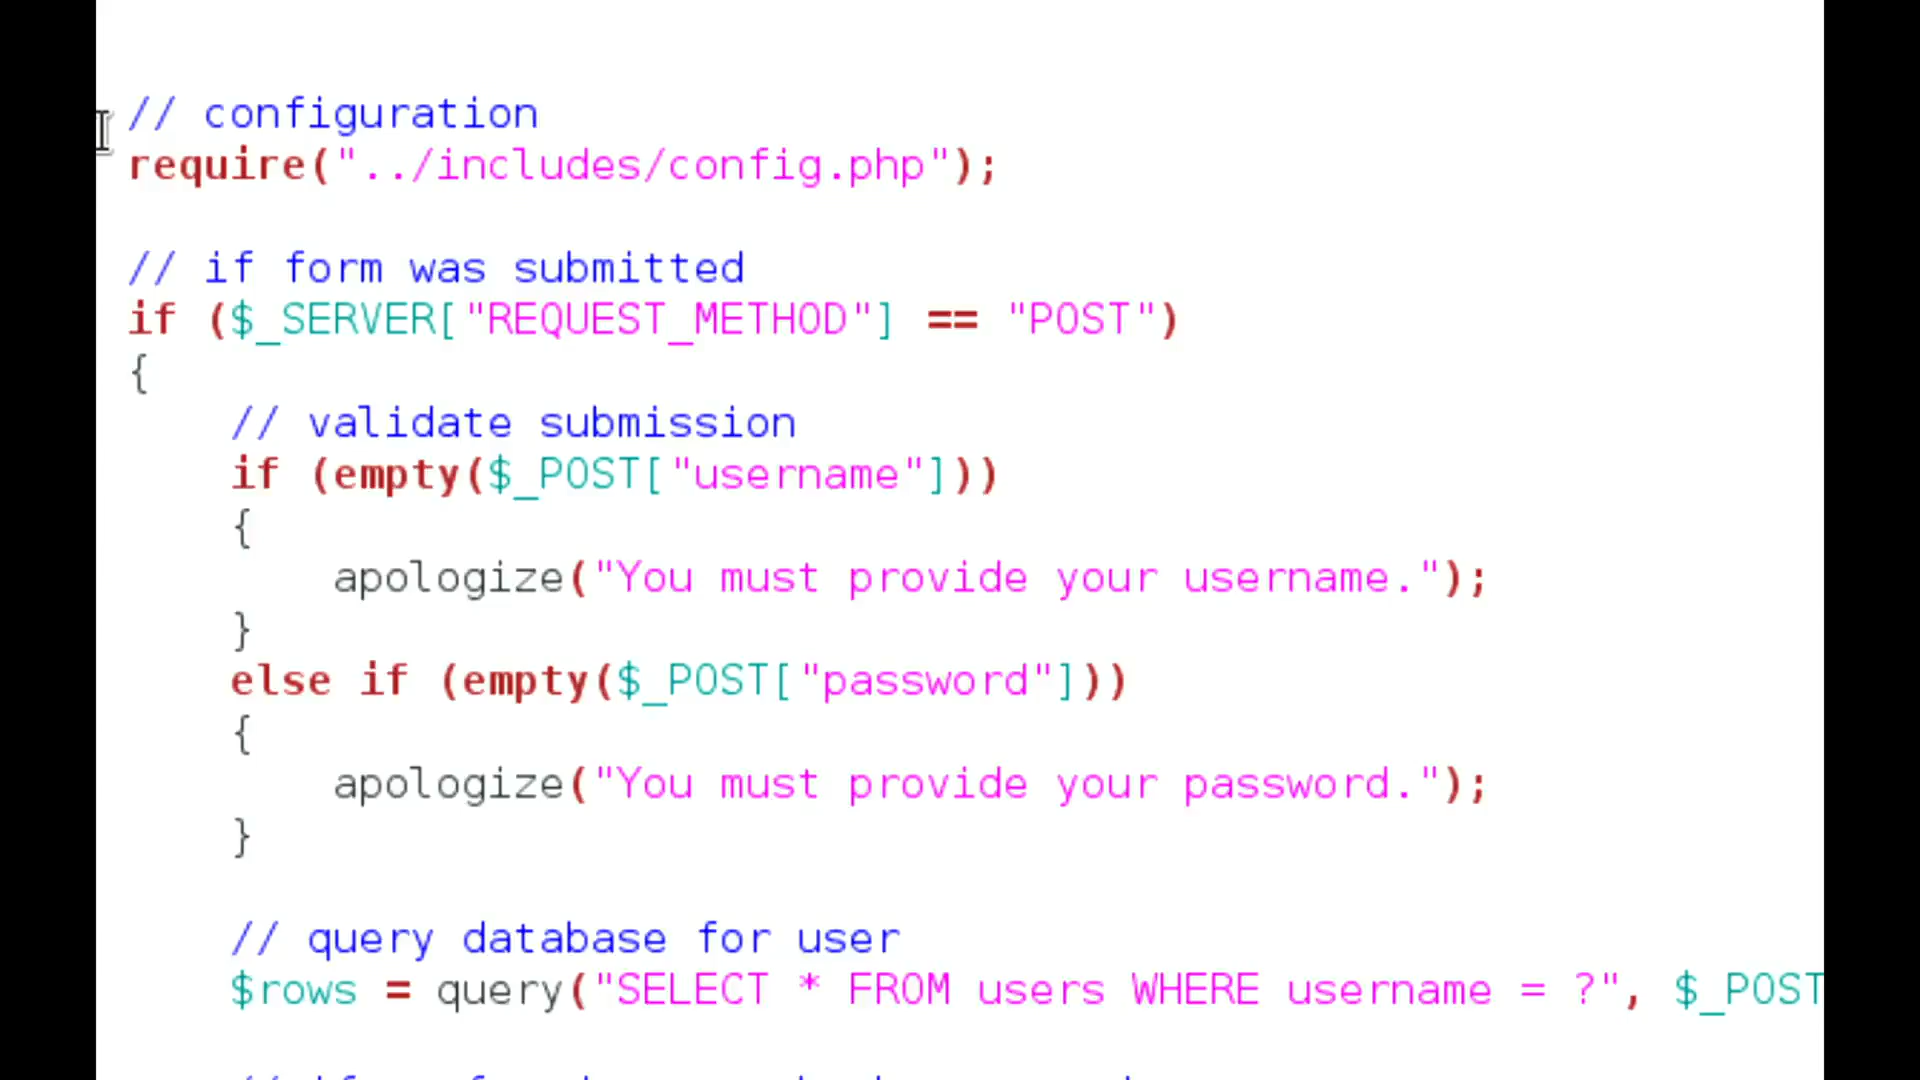 // configuration
require("../includes/config.php");
// if form was submitted
if ($_SERVER["REQUEST_METHOD"] == "POST")
{
// validate submission
if (empty($_POST["username"]))
{
apologize("You must provide your username.");
}
else if (empty($_POST["password"]))
{
apologize("You must provide your password.");
}
// query database for user
$rows = query("SELECT * FROM users WHERE username = ?", $_POST